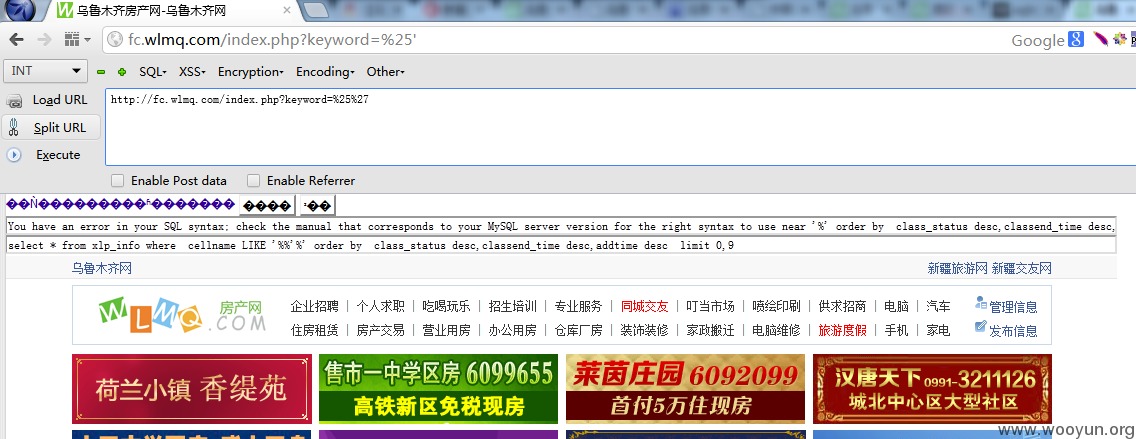 乌鲁木齐房产网-乌鲁木齐网
fc.wlmq.com/index.php?keyword=%25' Google
INT SQL XSS Encryption Encoding Other
Load URL http://fc.wlmq.com/index.php?keyword=%25%27
Split URL
Execute
Enable Post data Enable Referrer
You have an error in your SQL syntax; check the manual that corresponds to your MySQL server version for the right syntax to use near '%' order by class_status desc,classend_time desc,addtime desc,
select * from xlp_info where cellname LIKE '%%'%' order by class_status desc,classend_time desc,addtime desc limit 0,9
乌鲁木齐网 新疆旅游网 新疆交友网
WLMQ 房产网 .COM
企业招聘 | 个人求职 | 吃喝玩乐 | 招生培训 | 专业服务 | 同城交友 | 叮当市场 | 喷绘印刷 | 供求招商 | 电脑 | 汽车 管理信息
住房租赁 | 房产交易 | 营业用房 | 办公用房 | 仓库厂房 | 装饰装修 | 家政搬迁 | 电脑维修 | 旅游度假 | 手机 | 家电 发布信息
荷兰小镇 香缇苑
售市一中学区房 6099655
高铁新区免税现房
莱茵庄园 6092099
首付5万住现房
汉唐天下 0991-3211126
城北中心区大型社区
www.wooyun.org